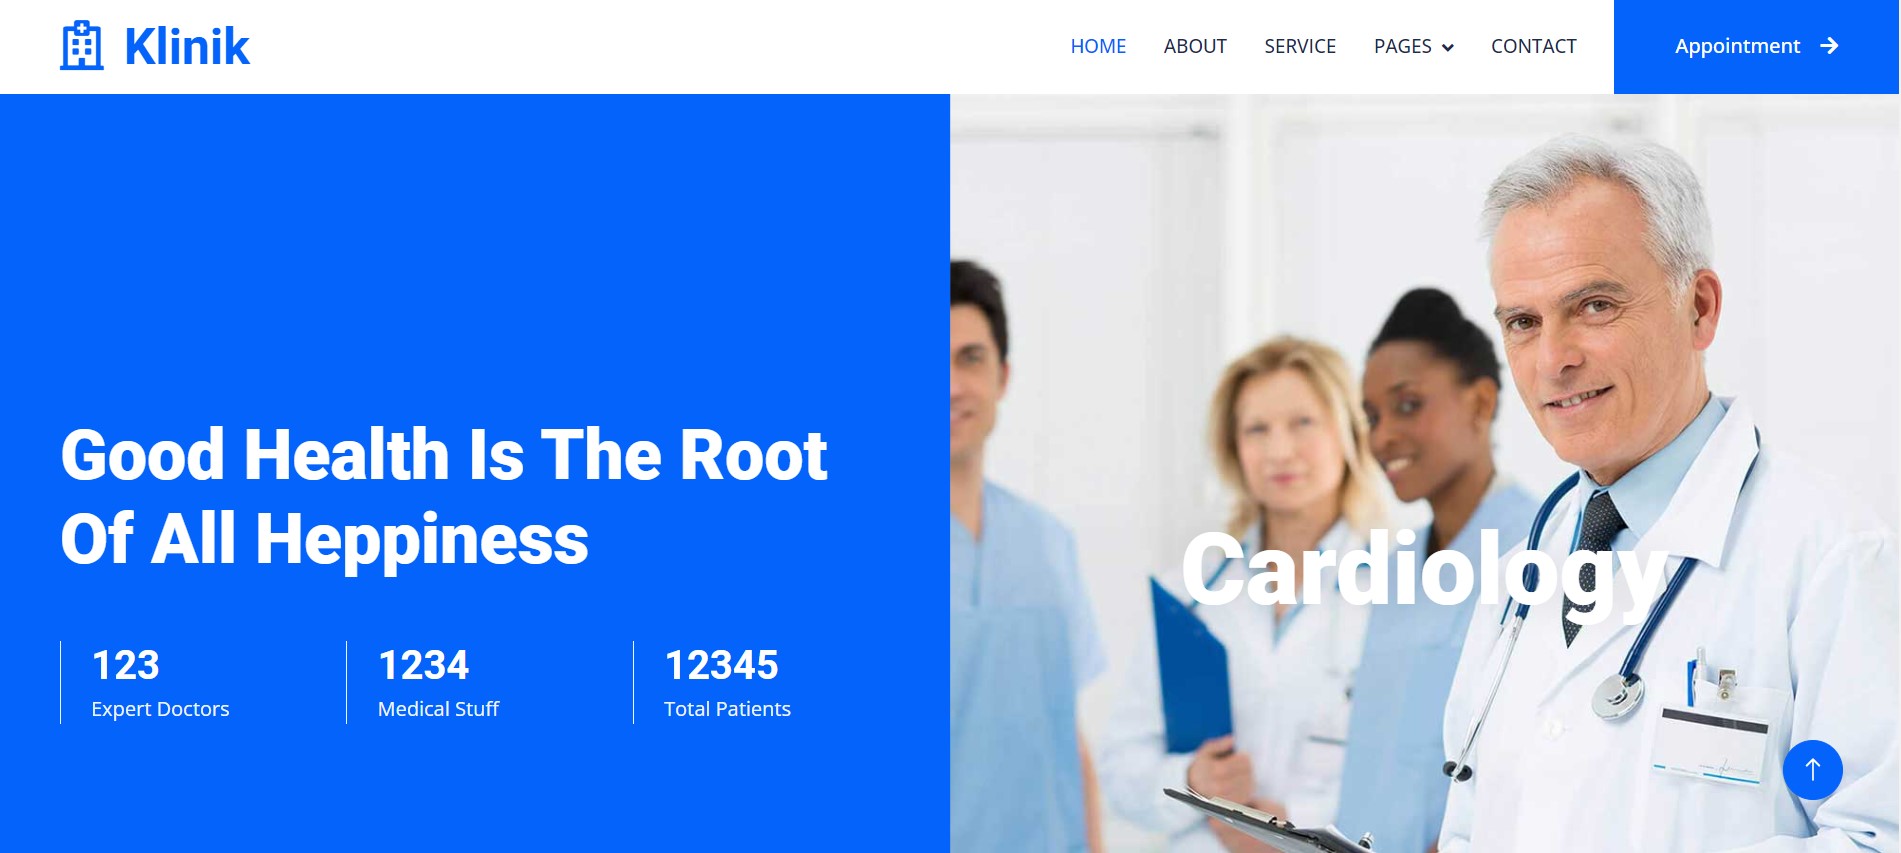 Klinik
HOME ABOUT SERVICE PAGES CONTACT Appointment
Good Health Is The Root
Of All Heppiness
123
Expert Doctors
1234
Medical Stuff
12345
Total Patients
Cardiology